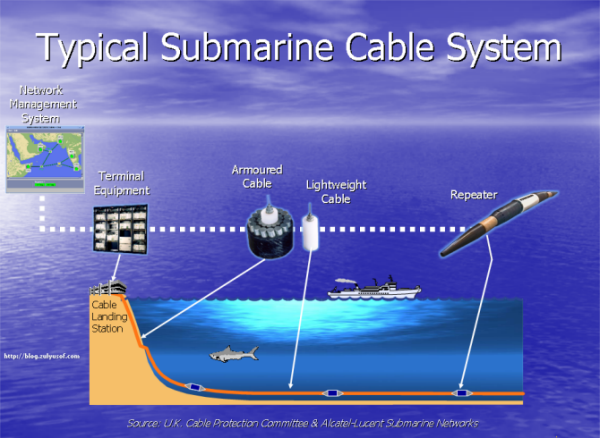 Typical Submarine Cable System
Network
Management
System
Terminal
Equipment
Armoured
Cable
Lightweight
Cable
Repeater
Cable
Landing
Station
http://blog.zulyusof.com
Source: U.K. Cable Protection Committee & Alcatel-Lucent Submarine Networks